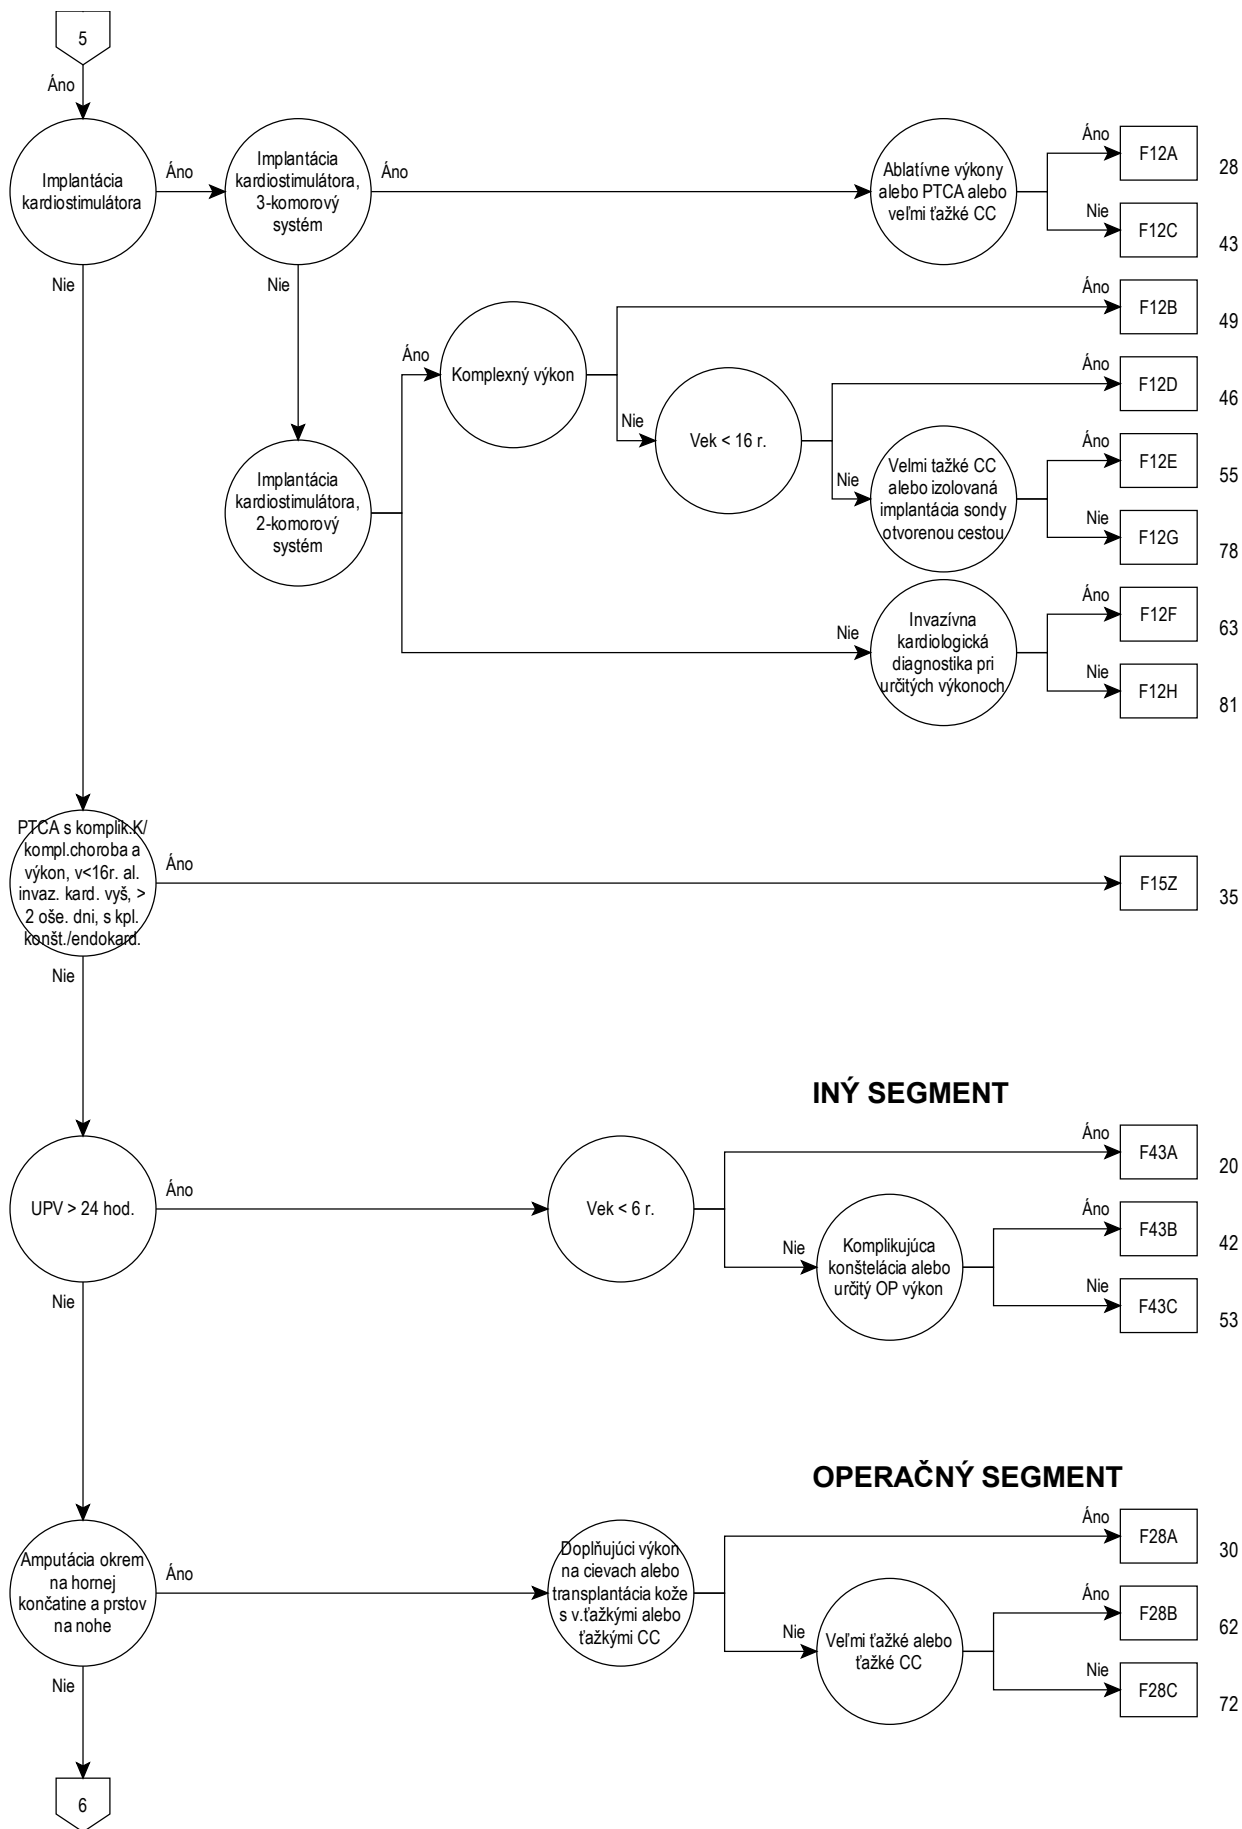 5
Áno
Implantácia
kardiostimulátora
Áno
Implantácia
kardiostimulátora,
3-komorový
systém
Áno
Ablatívne výkony
alebo PTCA alebo
veľmi ťažké CC
Áno
F12A
28
Nie
F12C
43
Nie
Nie
Áno
F12B
49
Áno
Komplexný výkon
Áno
F12D
46
Nie
Vek < 16 r.
Implantácia
kardiostimulátora,
2-komorový
systém
Nie
Velmi tažké CC
alebo izolovaná
implantácia sondy
otvorenou cestou
Áno
F12E
55
Nie
F12G
78
Nie
Invazívna
kardiologická
diagnostika pri
určitých výkonoch
Áno
F12F
63
Nie
F12H
81
PTCA s komplik.K/
kompl.choroba a
výkon, v<16r. al.
invaz. kard. vyš, >
2 oše. dni, s kpl.
konšt./endokard.
Áno
F15Z
35
Nie
INÝ SEGMENT
UPV > 24 hod.
Áno
Vek < 6 r.
Áno
F43A
20
Nie
Komplikujúca
konštelácia alebo
určitý OP výkon
Áno
F43B
42
Nie
F43C
53
Nie
OPERAČNÝ SEGMENT
Amputácia okrem
na hornej
končatine a prstov
na nohe
Áno
Doplňujúci výkon
na cievach alebo
transplantácia kože
s v.ťažkými alebo
ťažkými CC
Áno
F28A
30
Nie
Veľmi ťažké alebo
ťažké CC
Áno
F28B
62
Nie
F28C
72
Nie
6